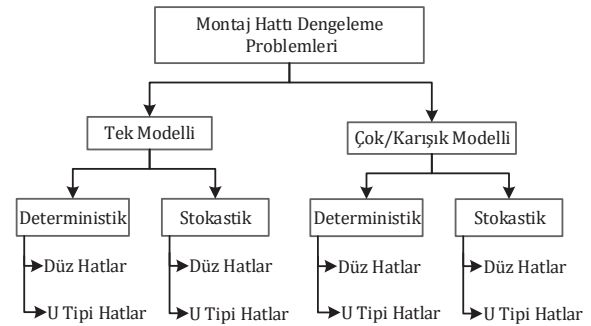 Montaj Hattı Dengeleme
Problemleri
Tek Modelli
Çok/Karışık Modelli
Deterministik
Stokastik
Deterministik
Stokastik
Düz Hatlar
Düz Hatlar
Düz Hatlar
Düz Hatlar
U Tipi Hatlar
U Tipi Hatlar
U Tipi Hatlar
U Tipi Hatlar